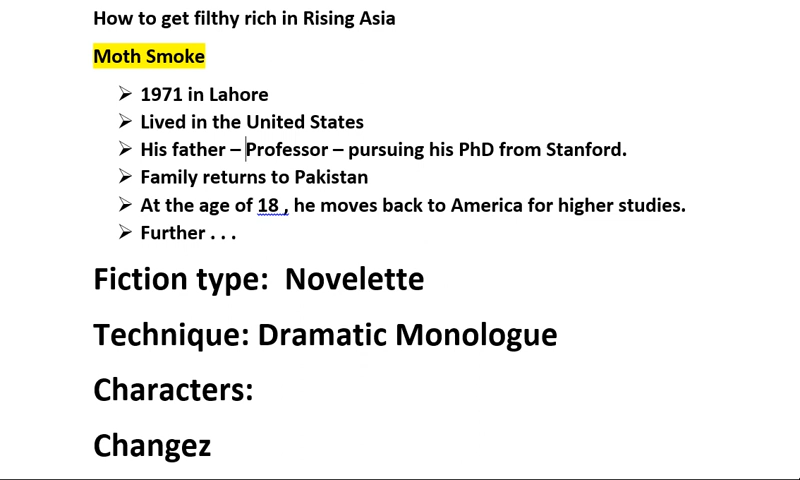 How to get filthy rich in Rising Asia
Moth Smoke
➢ 1971 in Lahore
➢ Lived in the United States
➢ His father – Professor – pursuing his PhD from Stanford.
➢ Family returns to Pakistan
➢ At the age of 18 , he moves back to America for higher studies.
➢ Further . . .
Fiction type:  Novelette
Technique: Dramatic Monologue
Characters:
Changez